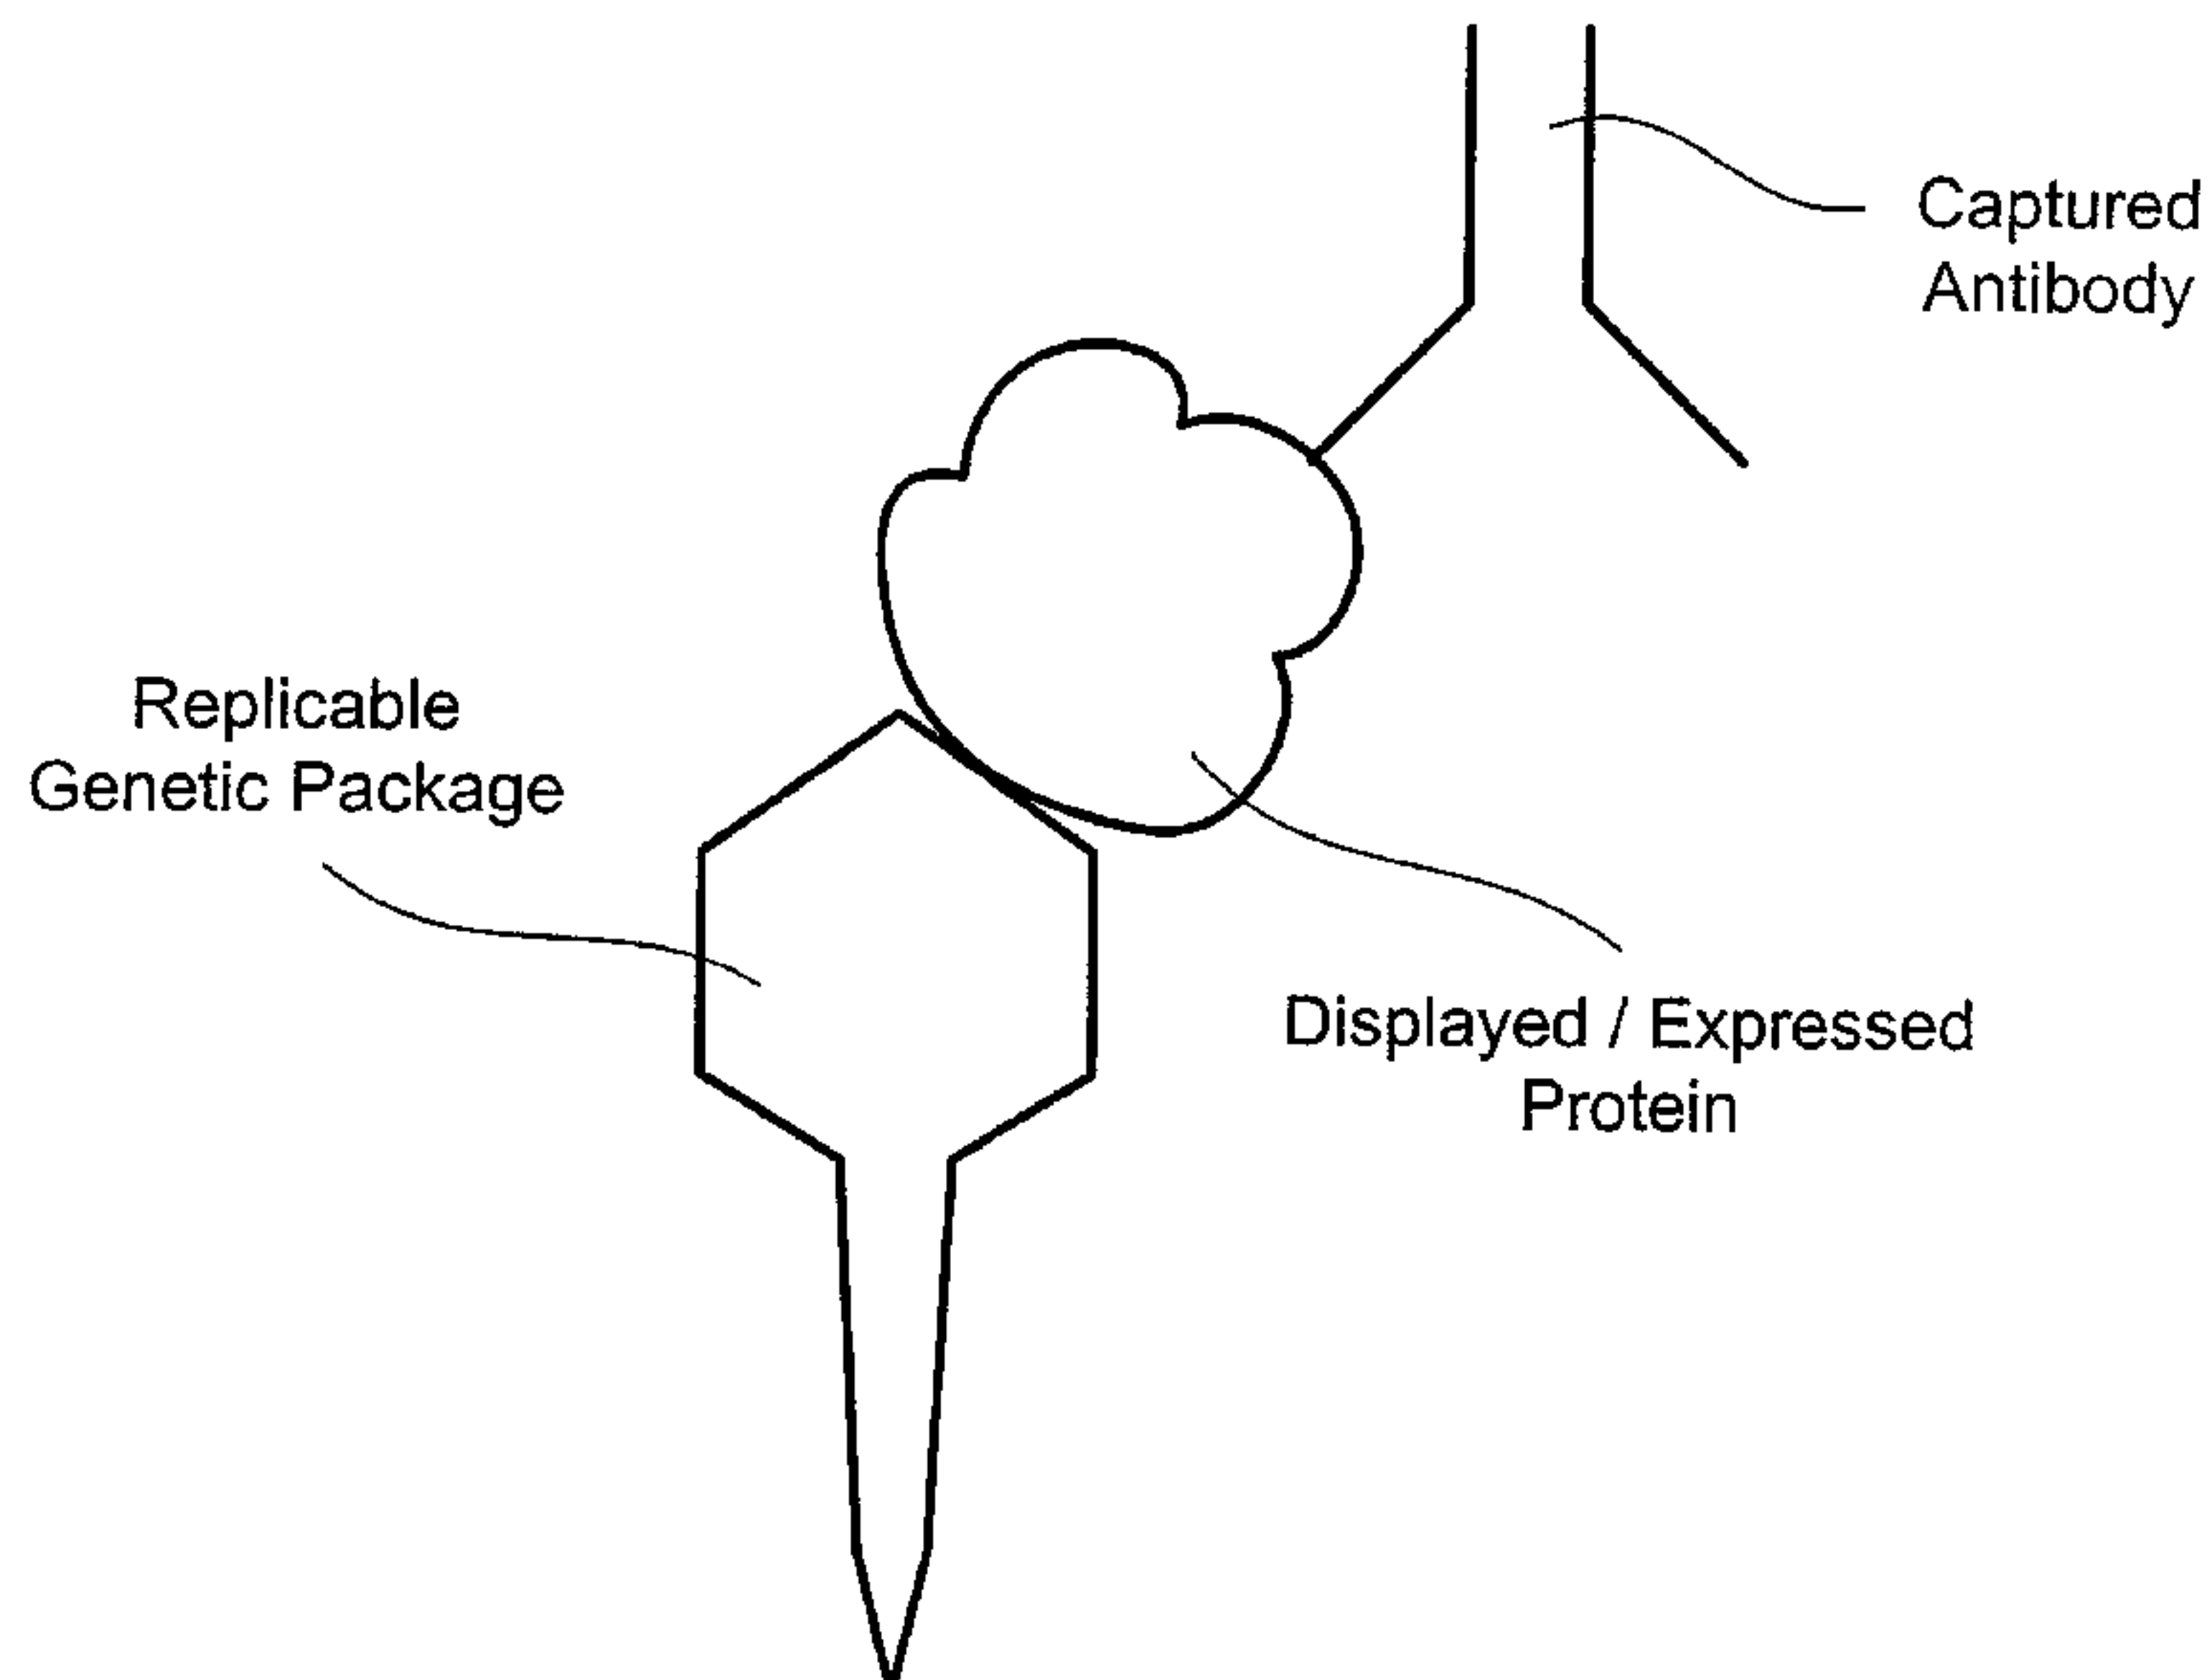 Captured
Antibody
Replicable
Genetic Package
Displayed / Expressed
Protein